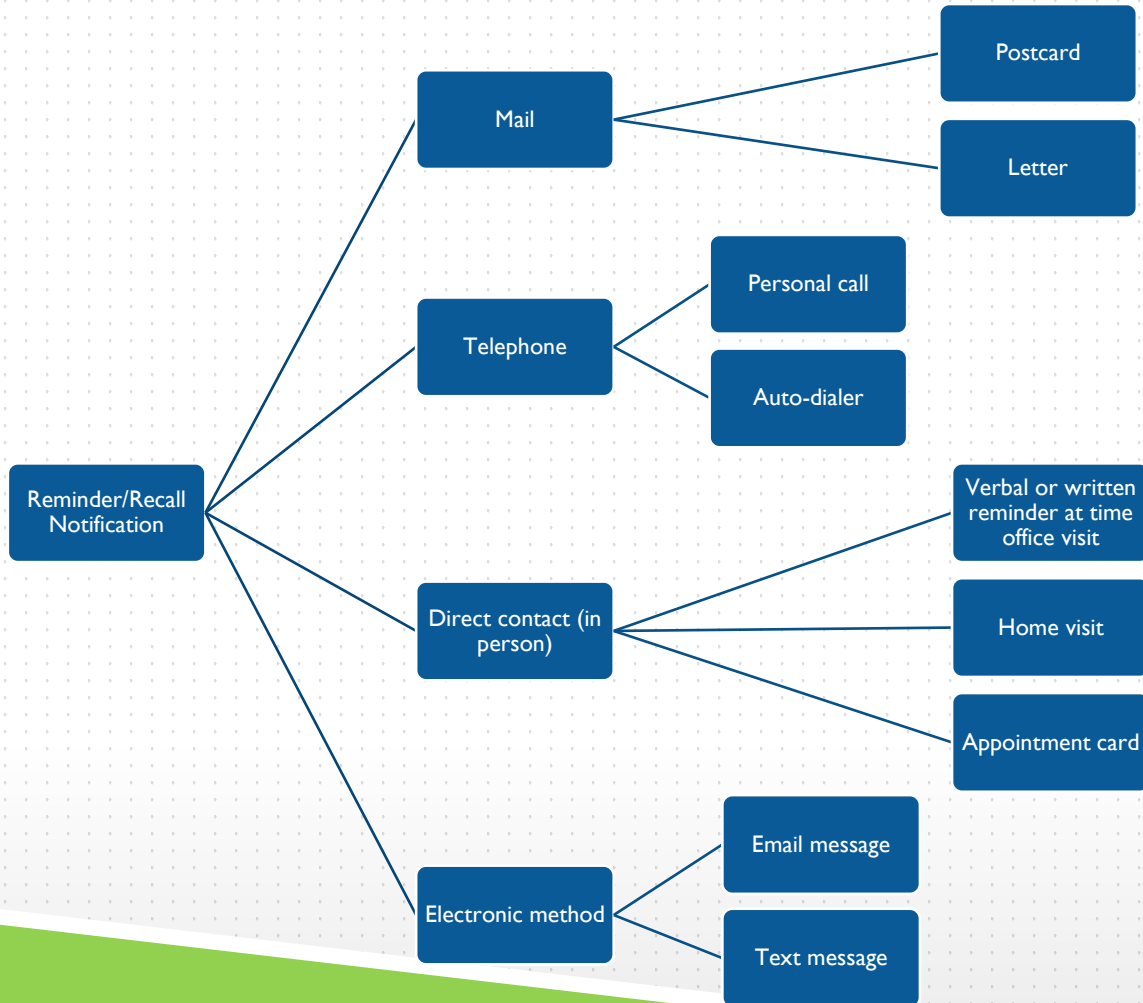 Reminder/Recall
Notification
Mail
Postcard
Letter
Telephone
Personal call
Auto-dialer
Direct contact (in
person)
Verbal or written
reminder at time
office visit
Home visit
Appointment card
Electronic method
Email message
Text message